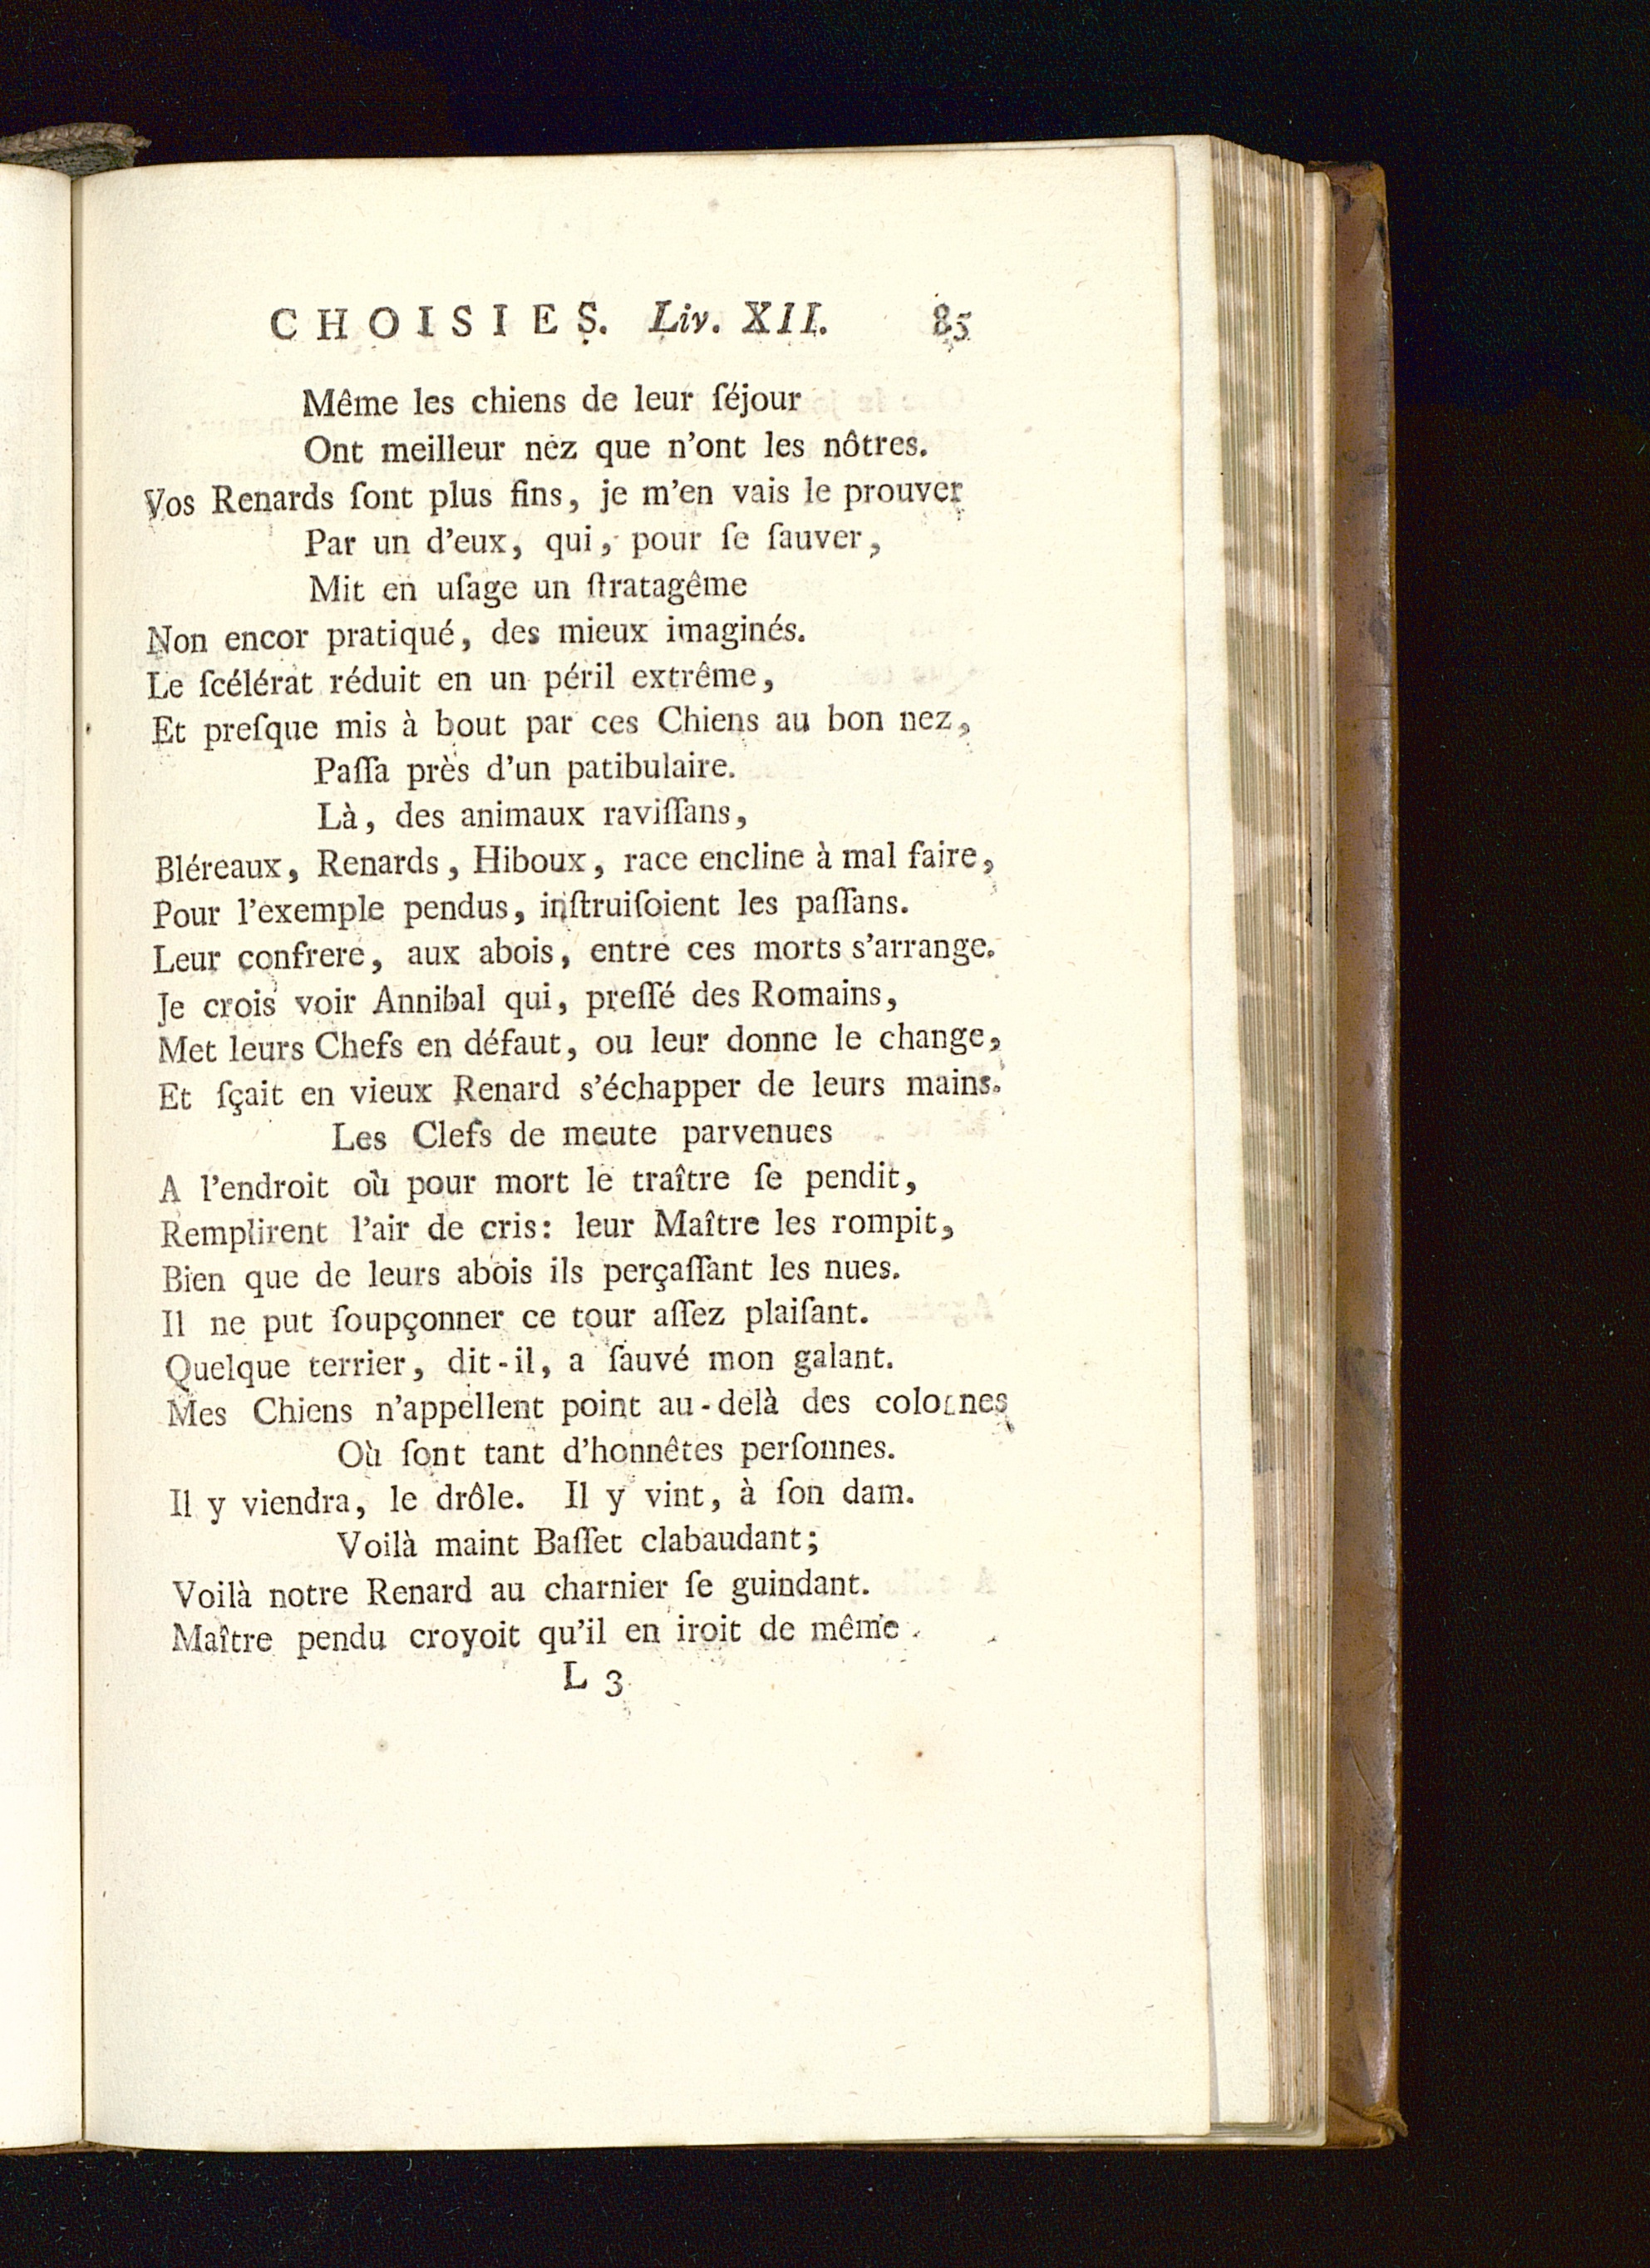 CHOISIES. Liv. XII. 85
Même les chiens de leur ſéjour
Ont meilleur nez que n'ont les nôtres.
Vos Renards ſont plus fins, je m'en vais le prouver
Par un d'eux, qui, pour ſe ſauver,
Mit en uſage un ſtratagême
Non encor pratiqué, des mieux imaginés.
Le ſcélérat réduit en un péril extrême,
Et preſque mis à bout par ces Chiens au bon nez,
Paſſa près d'un patibulaire.
Là, des animaux raviſſans,
Bléreaux, Renards, Hiboux, race encline à mal faire,
Pour l'exemple pendus, inſtruiſoient les paſſans.
Leur confrere, aux abois, entre ces morts s'arrange.
Je crois voir Annibal qui, preſſé des Romains,
Met leurs Chefs en défaut, ou leur donne le change,
Et ſçait en vieux Renard s'échapper de leurs mains.
Les Clefs de meute parvenues
A l'endroit où pour mort le traître ſe pendit,
Remplirent l'air de cris: leur Maître les rompit,
Bien que de leurs abois ils perçaſſant les nues.
Il ne put ſoupçonner ce tour aſſez plaiſant.
Quelque terrier, dit-il, a ſauvé mon galant.
Mes Chiens n'appellent point au-delà des colonnes
Où ſont tant d'honnêtes perſonnes.
Il y viendra, le drôle. Il y vint, à ſon dam.
Voilà maint Baſſet clabaudant;
Voilà notre Renard au charnier ſe guindant.
Maître pendu croyoit qu'il en iroit de même
L 3